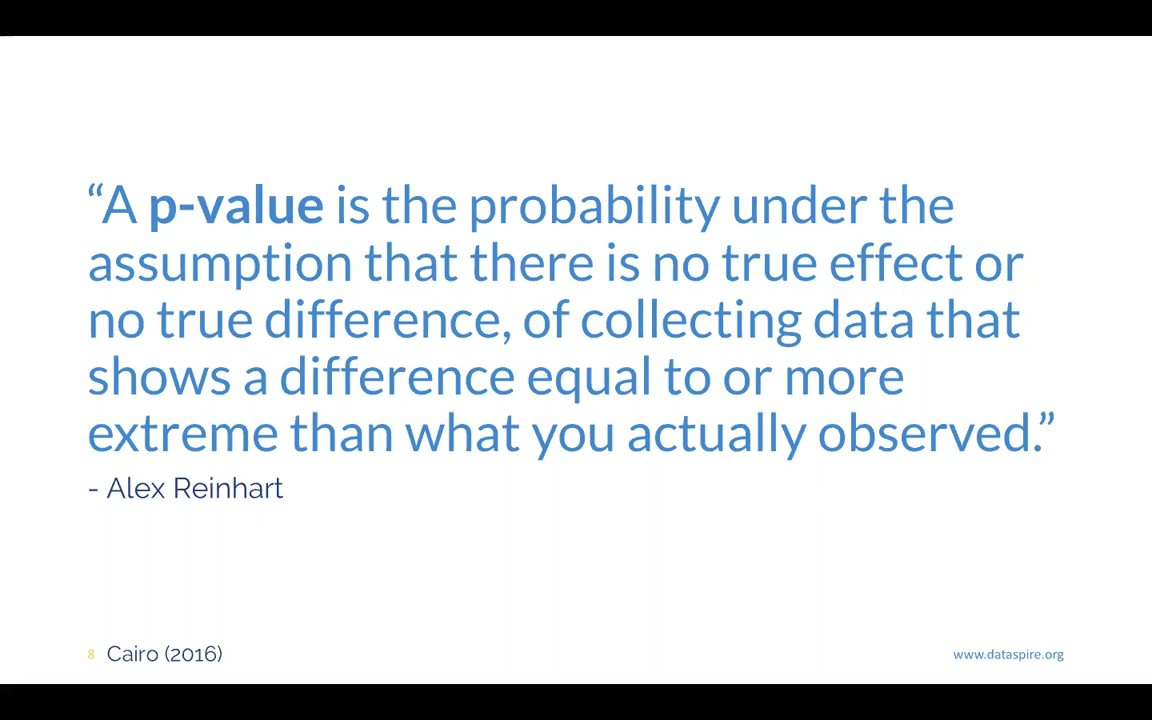 “A p-value is the probability under the
assumption that there is no true effect or
no true difference, of collecting data that
shows a difference equal to or more
extreme than what you actually observed.”
- Alex Reinhart
8 Cairo (2016)
www.dataspire.org